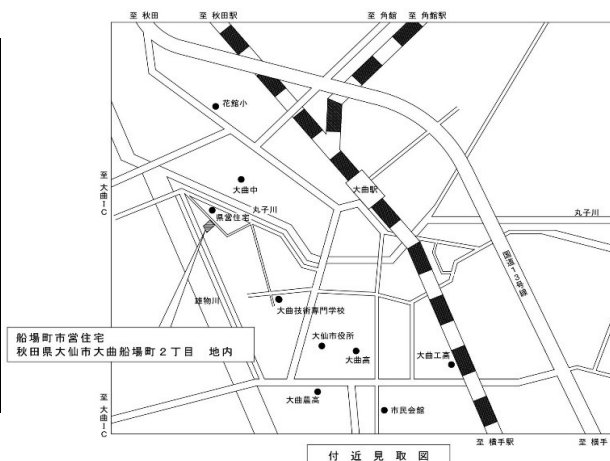 至 秋田
至 秋田駅
至 角館
至 角館駅
花館小
大曲中
至 大曲IC
県営住宅
丸子川
大曲駅
丸子川
国道13号線
雄物川
大曲技術専門学校
船場町市営住宅
秋田県大仙市大曲船場町2丁目 地内
大仙市役所
大曲高
大曲工高
大曲農高
市民会館
至 大曲IC
至 横手駅
至 横手
付近見取図